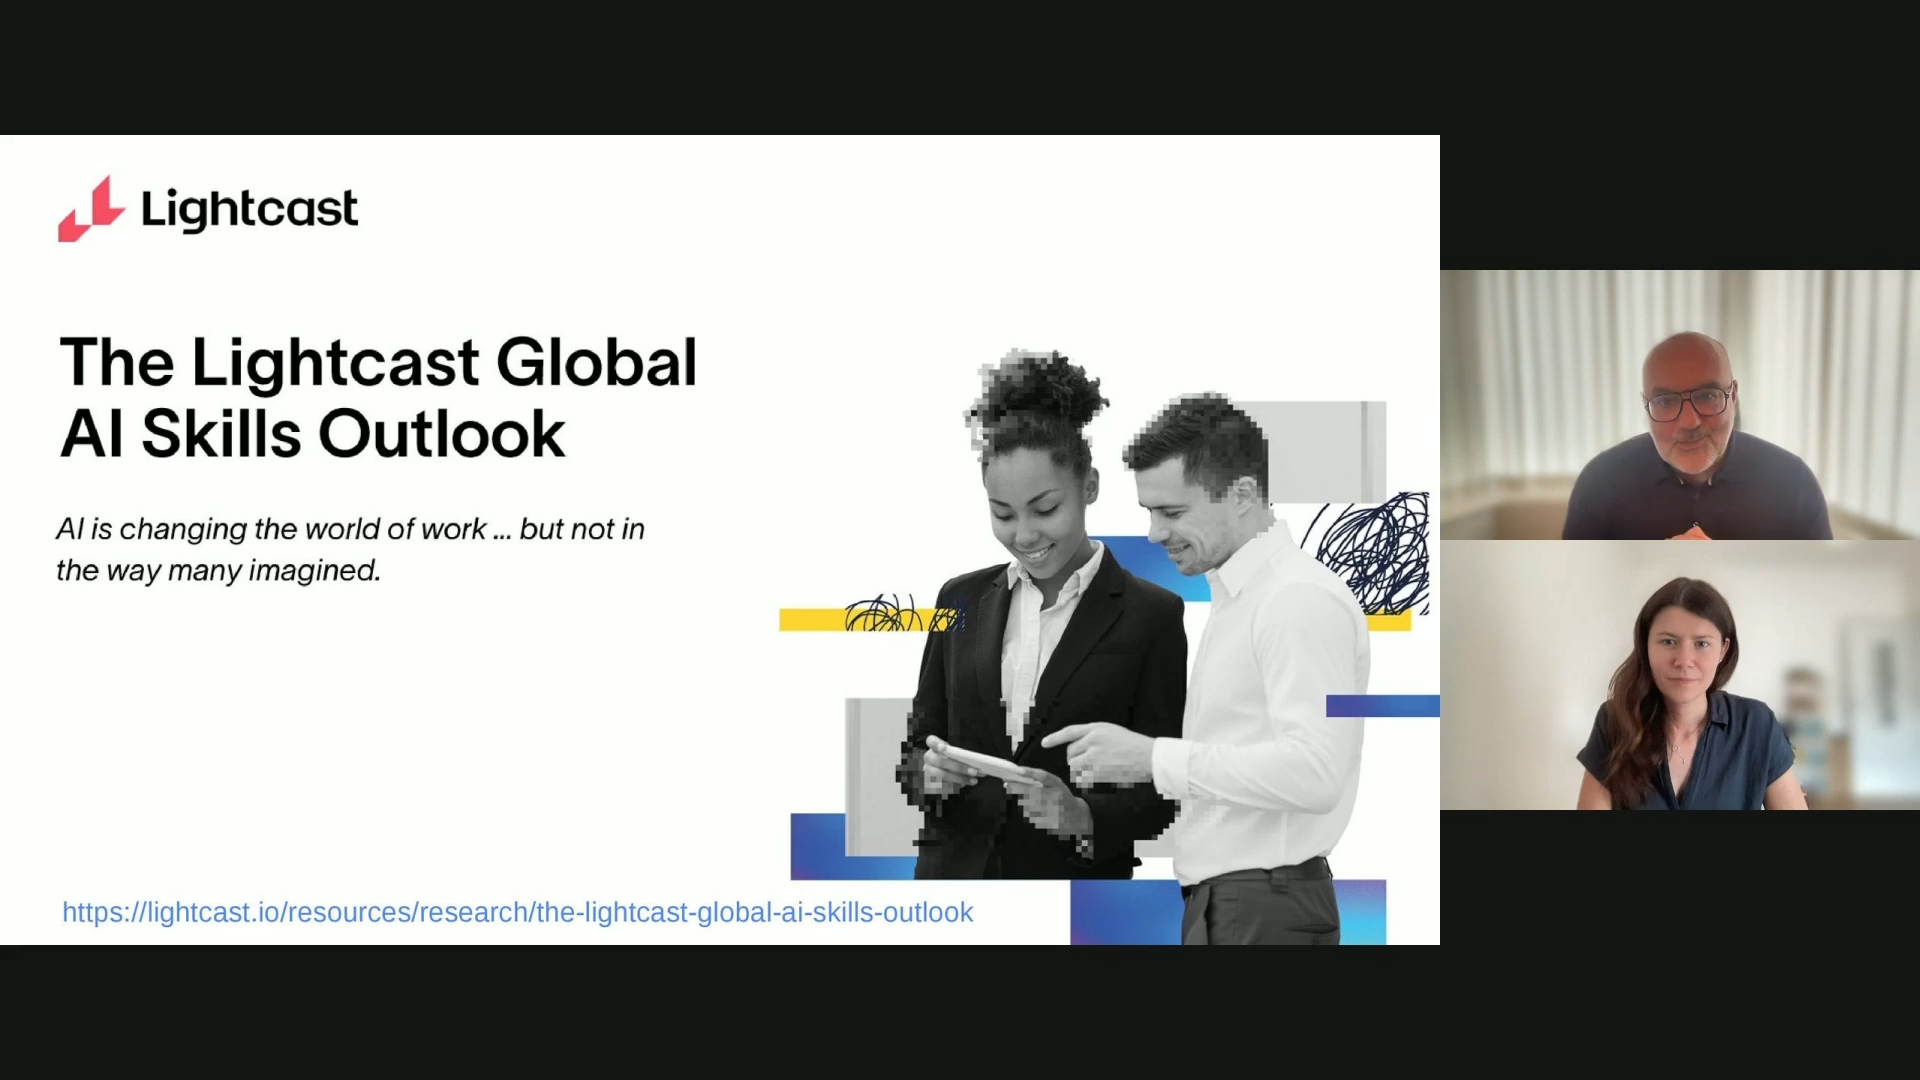 Lightcast
The Lightcast Global
AI Skills Outlook
AI is changing the world of work ... but not in
the way many imagined.
https://lightcast.io/resources/research/the-lightcast-global-ai-skills-outlook